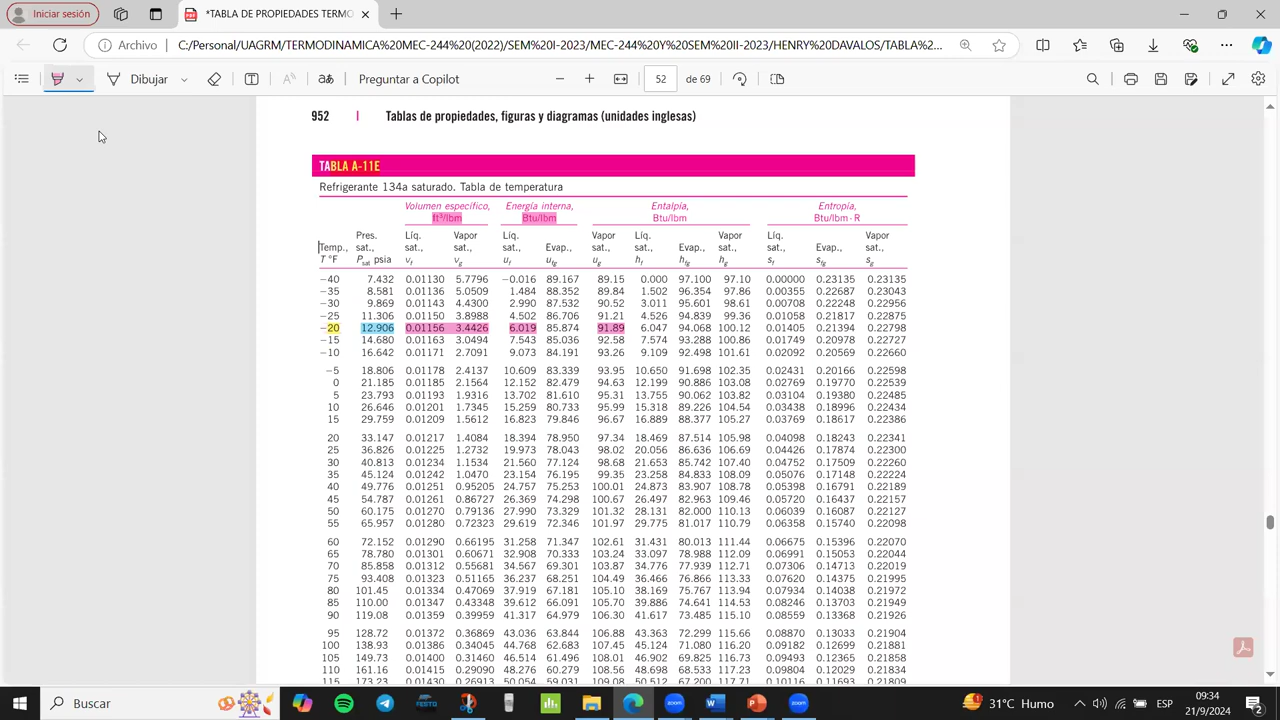 Iniciar sesión
*TABLA DE PROPIEDADES TERMO
Archivo
C:/Personal/UAGRM/TERMODINAMICA%20MEC-244%20(2022)/SEM%20I-2023/MEC-244%20Y%20SEM%20II-2023/HENRY%20DAVALOS/TABLA%2...
Dibujar
Preguntar a Copilot
52 de 69
952 | Tablas de propiedades, figuras y diagramas (unidades inglesas)
TABLA A-11E
Refrigerante 134a saturado. Tabla de temperatura
Volumen específico, Energía interna, Entalpía, Entropía,
ft³/lbm Btu/lbm Btu/lbm Btu/lbm·R
Pres. Líq. Vapor Líq. Vapor Líq. Vapor Líq. Vapor
Temp., sat., sat., sat., sat., Evap., sat., sat., Evap., sat., sat., Evap., sat.,
T °F Psat psia vf vg uf ufg ug hf hfg hg sf sfg sg
−40 7.432 0.01130 5.7796 −0.016 89.167 89.15 0.000 97.100 97.10 0.00000 0.23135 0.23135
−35 8.581 0.01136 5.0509 1.484 88.352 89.84 1.502 96.354 97.86 0.00355 0.22687 0.23043
−30 9.869 0.01143 4.4300 2.990 87.532 90.52 3.011 95.601 98.61 0.00708 0.22248 0.22956
−25 11.306 0.01150 3.8988 4.502 86.706 91.21 4.526 94.839 99.36 0.01058 0.21817 0.22875
−20 12.906 0.01156 3.4426 6.019 85.874 91.89 6.047 94.068 100.12 0.01405 0.21394 0.22798
−15 14.680 0.01163 3.0494 7.543 85.036 92.58 7.574 93.288 100.86 0.01749 0.20978 0.22727
−10 16.642 0.01171 2.7091 9.073 84.191 93.26 9.109 92.498 101.61 0.02092 0.20569 0.22660
−5 18.806 0.01178 2.4137 10.609 83.339 93.95 10.650 91.698 102.35 0.02431 0.20166 0.22598
0 21.185 0.01185 2.1564 12.152 82.479 94.63 12.199 90.886 103.08 0.02769 0.19770 0.22539
5 23.793 0.01193 1.9316 13.702 81.610 95.31 13.755 90.062 103.82 0.03104 0.19380 0.22485
10 26.646 0.01201 1.7345 15.259 80.733 95.99 15.318 89.226 104.54 0.03438 0.18996 0.22434
15 29.759 0.01209 1.5612 16.823 79.846 96.67 16.889 88.377 105.27 0.03769 0.18617 0.22386
20 33.147 0.01217 1.4084 18.394 78.950 97.34 18.469 87.514 105.98 0.04098 0.18243 0.22341
25 36.826 0.01225 1.2732 19.973 78.043 98.02 20.056 86.636 106.69 0.04426 0.17874 0.22300
30 40.813 0.01234 1.1534 21.560 77.124 98.68 21.653 85.742 107.40 0.04752 0.17509 0.22260
35 45.124 0.01242 1.0470 23.154 76.195 99.35 23.258 84.833 108.09 0.05076 0.17148 0.22224
40 49.776 0.01251 0.95205 24.757 75.253 100.01 24.873 83.907 108.78 0.05398 0.16791 0.22189
45 54.787 0.01261 0.86727 26.369 74.298 100.67 26.497 82.963 109.46 0.05720 0.16437 0.22157
50 60.175 0.01270 0.79136 27.990 73.329 101.32 28.131 82.000 110.13 0.06039 0.16087 0.22127
55 65.957 0.01280 0.72323 29.619 72.346 101.97 29.775 81.017 110.79 0.06358 0.15740 0.22098
60 72.152 0.01290 0.66195 31.258 71.347 102.61 31.431 80.013 111.44 0.06675 0.15396 0.22070
65 78.780 0.01301 0.60671 32.908 70.333 103.24 33.097 78.988 112.09 0.06991 0.15053 0.22044
70 85.858 0.01312 0.55681 34.567 69.301 103.87 34.776 77.939 112.71 0.07306 0.14713 0.22019
75 93.408 0.01323 0.51165 36.237 68.251 104.49 36.466 76.866 113.33 0.07620 0.14375 0.21995
80 101.45 0.01334 0.47069 37.919 67.181 105.10 38.169 75.767 113.94 0.07934 0.14038 0.21972
85 110.00 0.01347 0.43348 39.612 66.091 105.70 39.886 74.641 114.53 0.08246 0.13703 0.21949
90 119.08 0.01359 0.39959 41.317 64.979 106.30 41.617 73.485 115.10 0.08559 0.13368 0.21926
95 128.72 0.01372 0.36869 43.036 63.844 106.88 43.363 72.299 115.66 0.08870 0.13033 0.21904
100 138.93 0.01386 0.34045 44.768 62.683 107.45 45.124 71.080 116.20 0.09182 0.12699 0.21881
105 149.73 0.01400 0.31460 46.514 61.496 108.01 46.902 69.825 116.73 0.09493 0.12365 0.21858
110 161.16 0.01415 0.29090 48.276 60.279 108.56 48.698 68.533 117.23 0.09804 0.12029 0.21834
115 173.23 0.01430 0.26913 50.054 59.031 109.08 50.512 67.200 117.71 0.10116 0.11693 0.21809
Buscar
FESTO
zoom
zoom
zoom
31°C Humo
ESP
09:34
21/9/2024